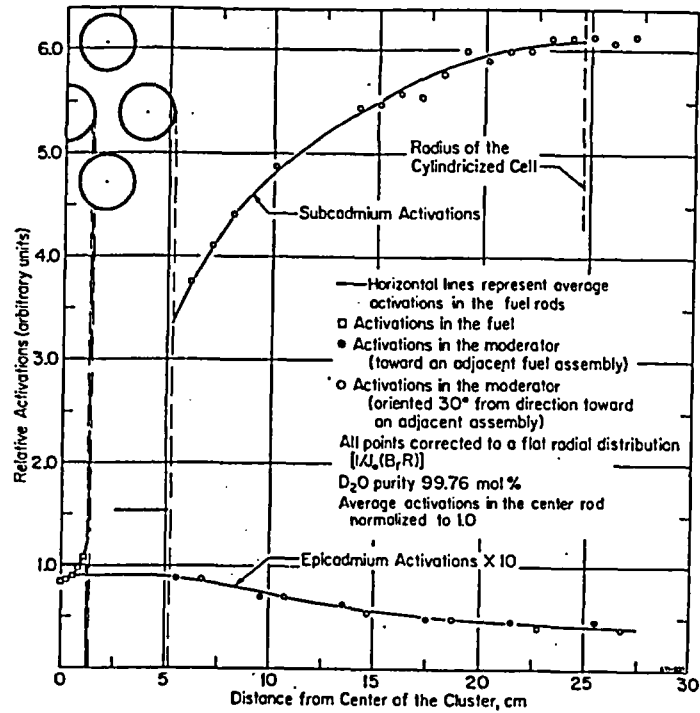 6.0
5.0
4.0
3.0
2.0
1.0
0
Relative Activations (arbitrary units)
Radius of the
Cylindricized Cell
Subcadmium Activations
Horizontal lines represent average
activations in the fuel rods
Activations in the fuel
Activations in the moderator
(toward an adjacent fuel assembly)
Activations in the moderator
(oriented 30° from direction toward
an adjacent assembly)
All points corrected to a flat radial distribution
[1/J₀(BᵣR)]
D₂O purity 99.76 mol %
Average activations in the center rod
normalized to 1.0
Epicadmium Activations X 10
0 5 10 15 20 25 30
Distance from Center of the Cluster, cm